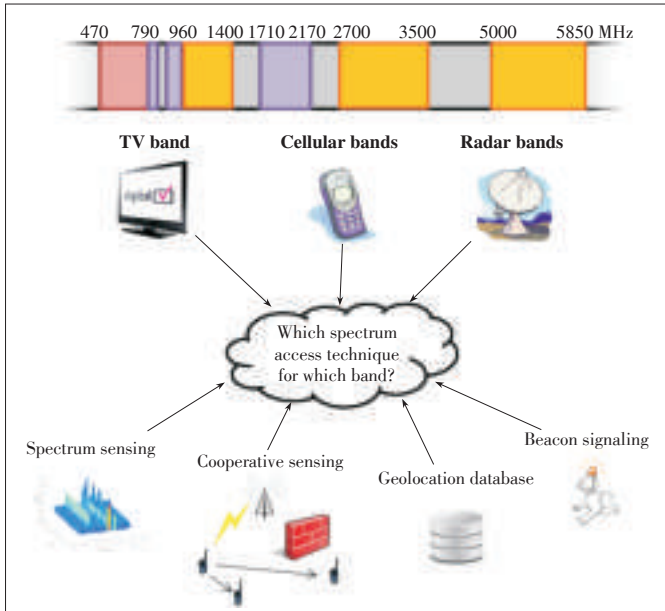 470 790 960 1400 1710 2170 2700 3500 5000 5850 MHz
TV band Cellular bands Radar bands
digital
Which spectrum
access technique
for which band?
Spectrum sensing
Cooperative sensing
Geolocation database
Beacon signaling